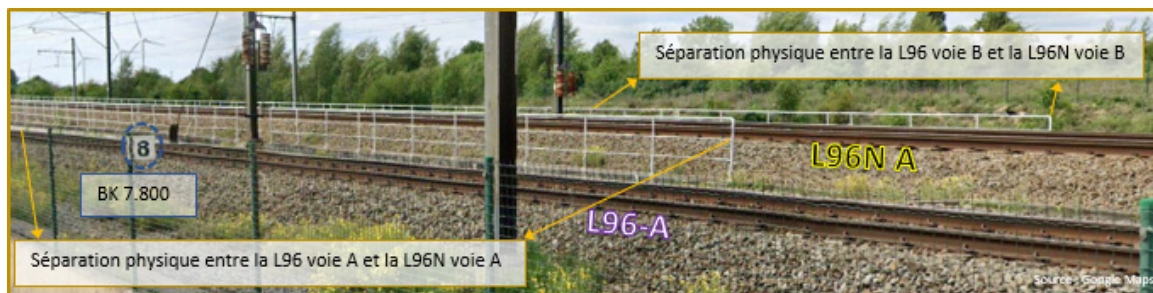 Séparation physique entre la L96 voie B et la L96N voie B
8
L96N A
BK 7.800
L96-A
Séparation physique entre la L96 voie A et la L96N voie A
Source : Google Maps